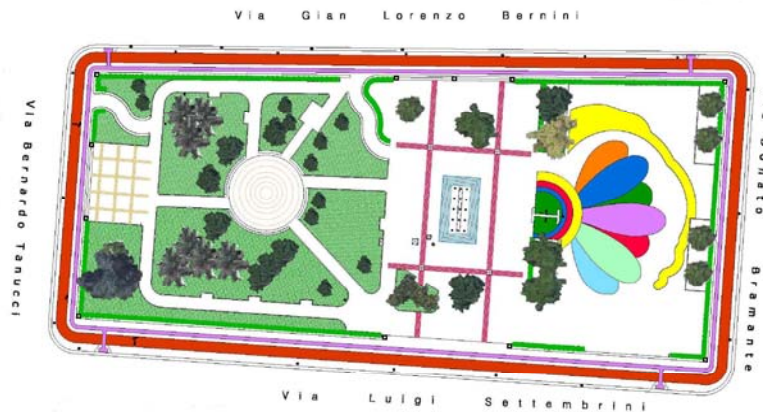 Via Gian Lorenzo Bernini
Via Bernardo Tanucci
Donato Bramante
Via Luigi Settembrini